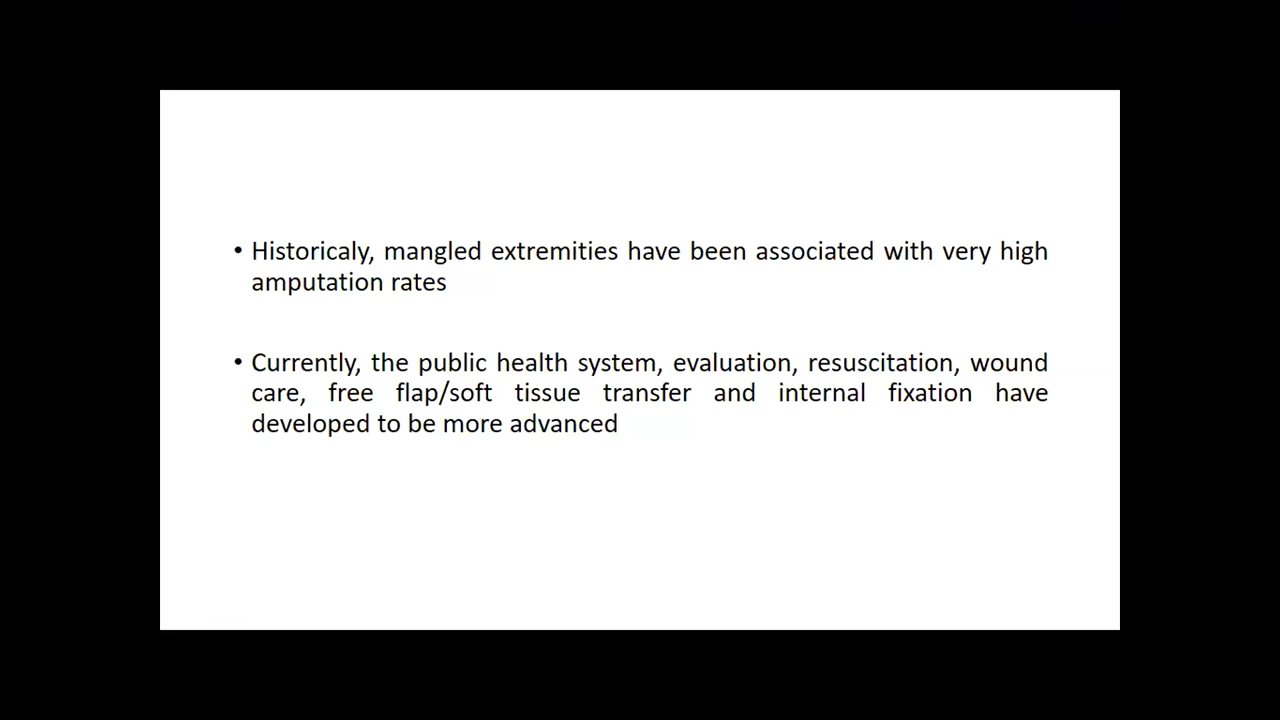 • Historicaly, mangled extremities have been associated with very high
amputation rates
• Currently, the public health system, evaluation, resuscitation, wound
care, free flap/soft tissue transfer and internal fixation have
developed to be more advanced